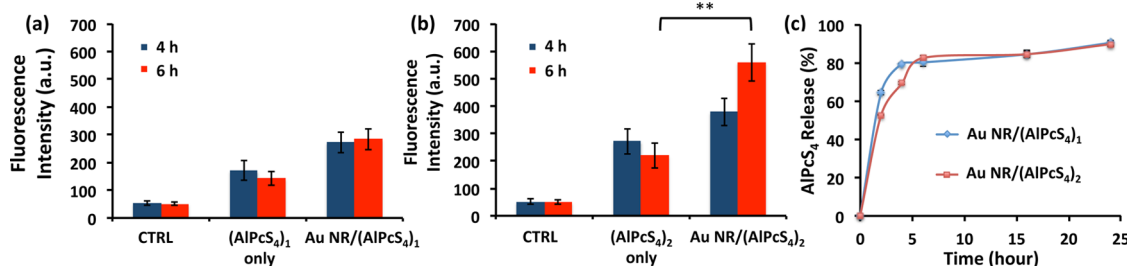 (a)
Fluorescence
Intensity (a.u.)
700
600
500
400
300
200
100
0
4 h
6 h
CTRL
(AlPcS₄)₁
only
Au NR/(AlPcS₄)₁
(b)
**
Fluorescence
Intensity (a.u.)
700
600
500
400
300
200
100
0
4 h
6 h
CTRL
(AlPcS₄)₂
only
Au NR/(AlPcS₄)₂
(c)
AlPcS₄ Release (%)
100
80
60
40
20
0
Au NR/(AlPcS₄)₁
Au NR/(AlPcS₄)₂
0 5 10 15 20 25
Time (hour)